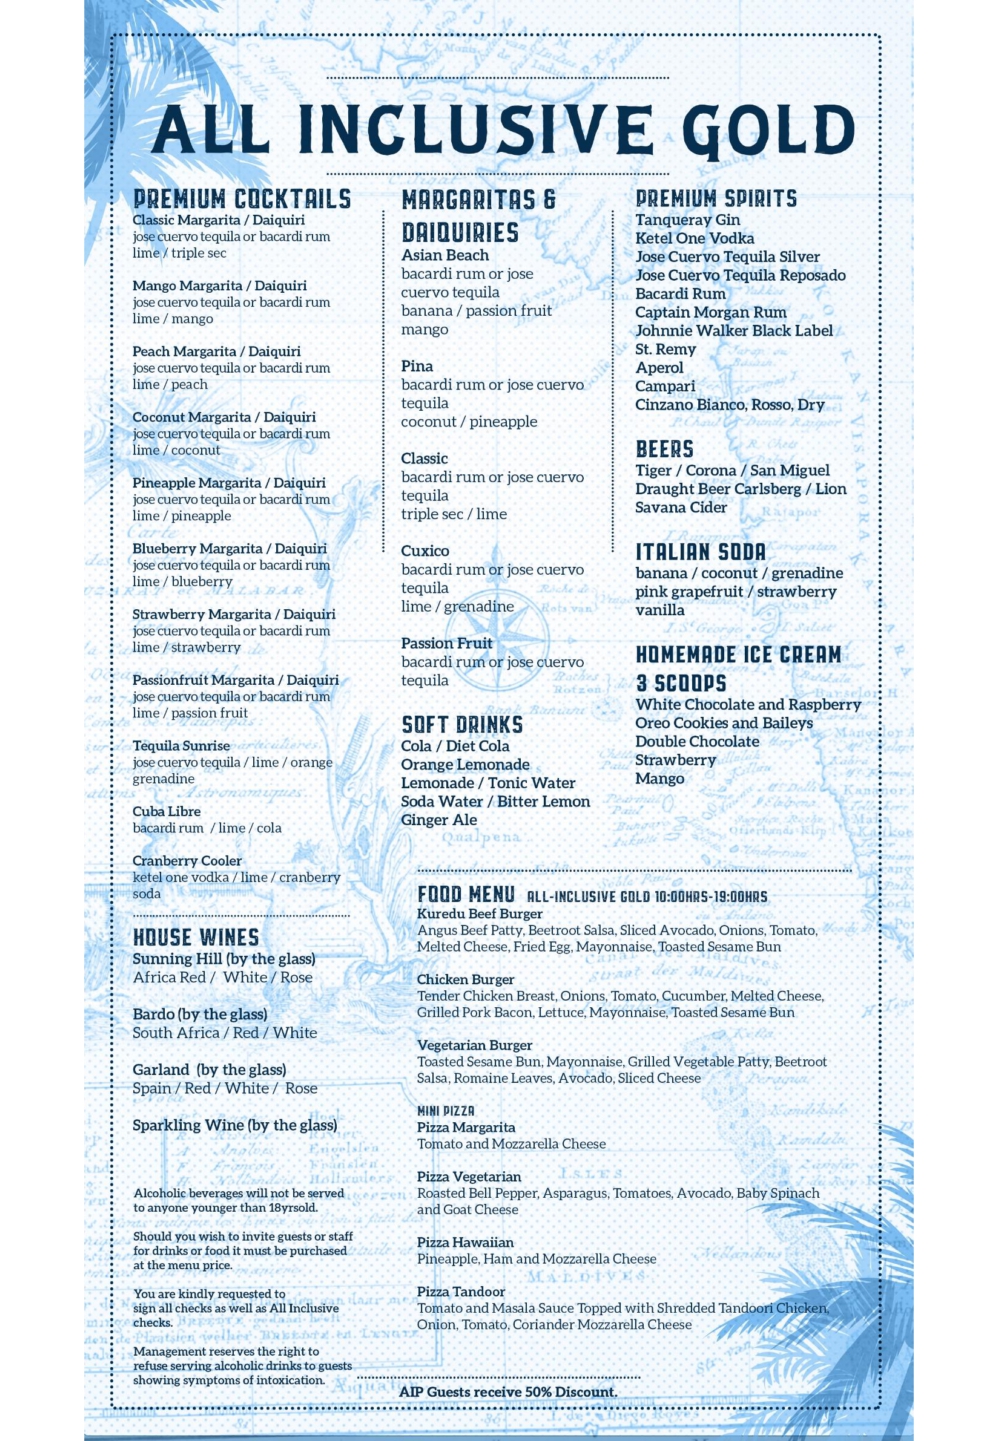 ALL INCLUSIVE GOLD
PREMIUM COCKTAILS
Classic Margarita / Daiquiri
jose cuervo tequila or bacardi rum
lime / triple sec
Mango Margarita / Daiquiri
jose cuervo tequila or bacardi rum
lime / mango
Peach Margarita / Daiquiri
jose cuervo tequila or bacardi rum
lime / peach
Coconut Margarita / Daiquiri
jose cuervo tequila or bacardi rum
lime / coconut
Pineapple Margarita / Daiquiri
jose cuervo tequila or bacardi rum
lime / pineapple
Blueberry Margarita / Daiquiri
jose cuervo tequila or bacardi rum
lime / blueberry
Strawberry Margarita / Daiquiri
jose cuervo tequila or bacardi rum
lime / strawberry
Passionfruit Margarita / Daiquiri
jose cuervo tequila or bacardi rum
lime / passion fruit
Tequila Sunrise
jose cuervo tequila / lime / orange
grenadine
Cuba Libre
bacardi rum / lime / cola
Cranberry Cooler
ketel one vodka / lime / cranberry
soda
HOUSE WINES
Sunning Hill (by the glass)
Africa Red / White / Rose
Bardo (by the glass)
South Africa / Red / White
Garland (by the glass)
Spain / Red / White / Rose
Sparkling Wine (by the glass)
Alcoholic beverages will not be served
to anyone younger than 18yrsold.
Should you wish to invite guests or staff
for drinks or food it must be purchased
at the menu price.
You are kindly requested to
sign all checks as well as All Inclusive
checks.
Management reserves the right to
refuse serving alcoholic drinks to guests
showing symptoms of intoxication.
MARGARITAS &
DAIQUIRIES
Asian Beach
bacardi rum or jose
cuervo tequila
banana / passion fruit
mango
Pina
bacardi rum or jose cuervo
tequila
coconut / pineapple
Classic
bacardi rum or jose cuervo
tequila
triple sec / lime
Cuxico
bacardi rum or jose cuervo
tequila
lime / grenadine
Passion Fruit
bacardi rum or jose cuervo
tequila
SOFT DRINKS
Cola / Diet Cola
Orange Lemonade
Lemonade / Tonic Water
Soda Water / Bitter Lemon
Ginger Ale
PREMIUM SPIRITS
Tanqueray Gin
Ketel One Vodka
Jose Cuervo Tequila Silver
Jose Cuervo Tequila Reposado
Bacardi Rum
Captain Morgan Rum
Johnnie Walker Black Label
St. Remy
Aperol
Campari
Cinzano Bianco, Rosso, Dry
BEERS
Tiger / Corona / San Miguel
Draught Beer Carlsberg / Lion
Savana Cider
ITALIAN SODA
banana / coconut / grenadine
pink grapefruit / strawberry
vanilla
HOMEMADE ICE CREAM
3 SCOOPS
White Chocolate and Raspberry
Oreo Cookies and Baileys
Double Chocolate
Strawberry
Mango
FOOD MENU ALL-INCLUSIVE GOLD 10:00HRS-19:00HRS
Kuredu Beef Burger
Angus Beef Patty, Beetroot Salsa, Sliced Avocado, Onions, Tomato,
Melted Cheese, Fried Egg, Mayonnaise, Toasted Sesame Bun
Chicken Burger
Tender Chicken Breast, Onions, Tomato, Cucumber, Melted Cheese,
Grilled Pork Bacon, Lettuce, Mayonnaise, Toasted Sesame Bun
Vegetarian Burger
Toasted Sesame Bun, Mayonnaise, Grilled Vegetable Patty, Beetroot
Salsa, Romaine Leaves, Avocado, Sliced Cheese
MINI PIZZA
Pizza Margarita
Tomato and Mozzarella Cheese
Pizza Vegetarian
Roasted Bell Pepper, Asparagus, Tomatoes, Avocado, Baby Spinach
and Goat Cheese
Pizza Hawaiian
Pineapple, Ham and Mozzarella Cheese
Pizza Tandoor
Tomato and Masala Sauce Topped with Shredded Tandoori Chicken,
Onion, Tomato, Coriander Mozzarella Cheese
AIP Guests receive 50% Discount.